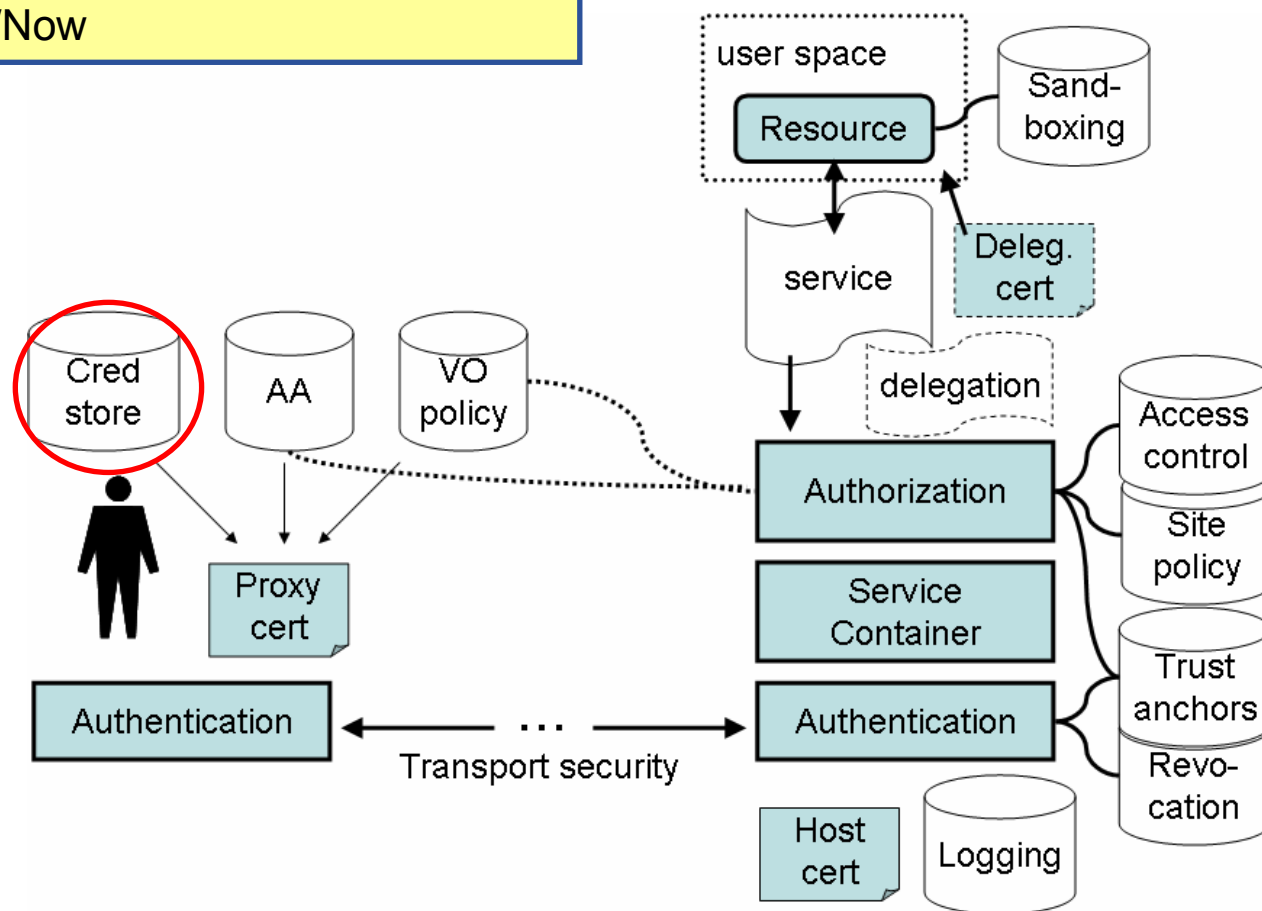 /Now
user space
Resource
Sand-
boxing
service
Deleg.
cert
delegation
Cred
store
AA
VO
policy
Proxy
cert
Authorization
Access
control
Site
policy
Service
Container
Trust
anchors
Authentication
...
Transport security
Authentication
Revo-
cation
Host
cert
Logging